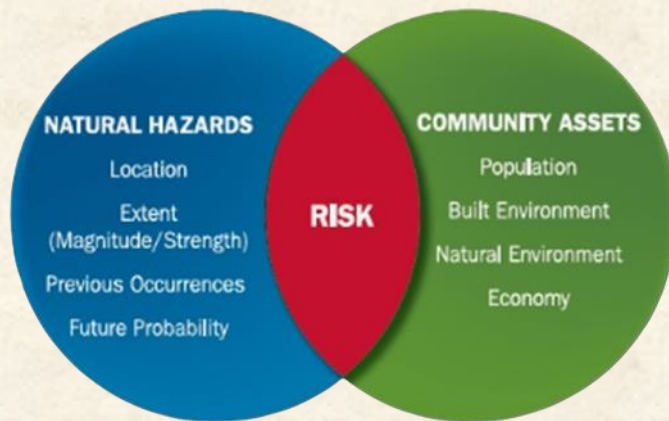 NATURAL HAZARDS
Location
Extent
(Magnitude/Strength)
Previous Occurrences
Future Probability
RISK
COMMUNITY ASSETS
Population
Built Environment
Natural Environment
Economy